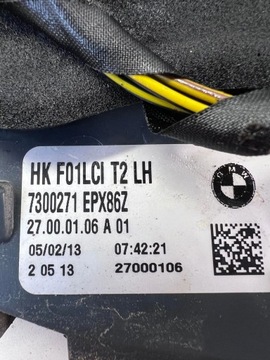 HK F01LCI T2 LH
7300271 EPX86Z
27.00.01.06 A 01
05/02/13 07:42:21
2 05 13 27000106
BMW